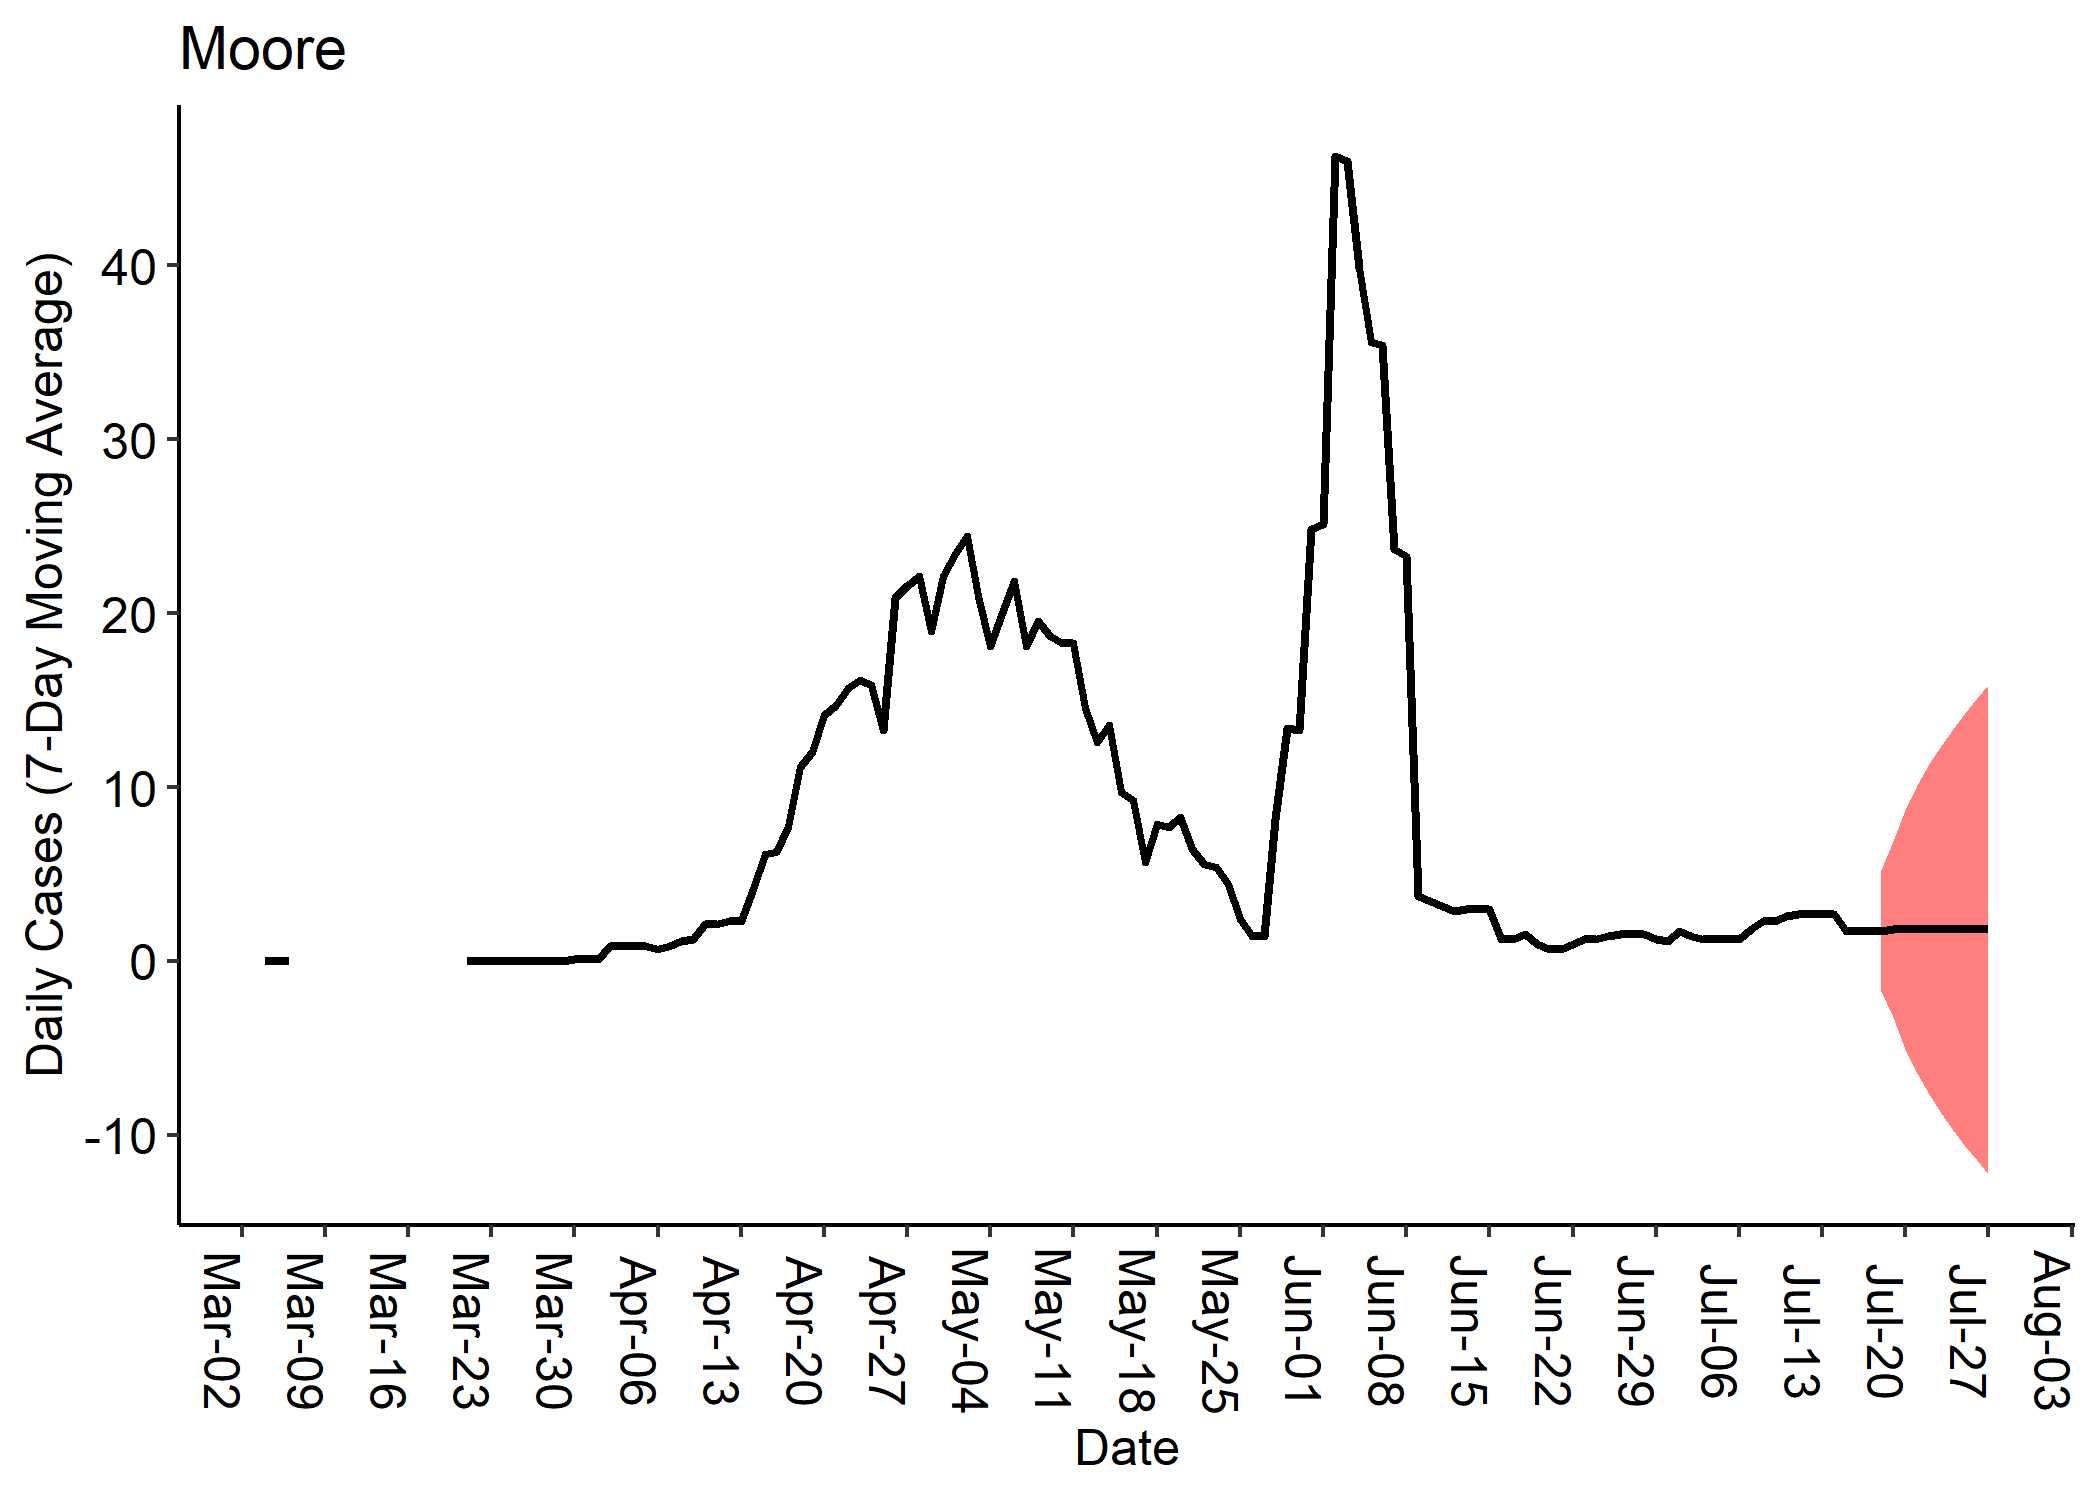 Moore
Daily Cases (7-Day Moving Average)
40
30
20
10
0
-10
Mar-02
Mar-09
Mar-16
Mar-23
Mar-30
Apr-06
Apr-13
Apr-20
Apr-27
May-04
May-11
May-18
May-25
Jun-01
Jun-08
Jun-15
Jun-22
Jun-29
Jul-06
Jul-13
Jul-20
Jul-27
Aug-03
Date